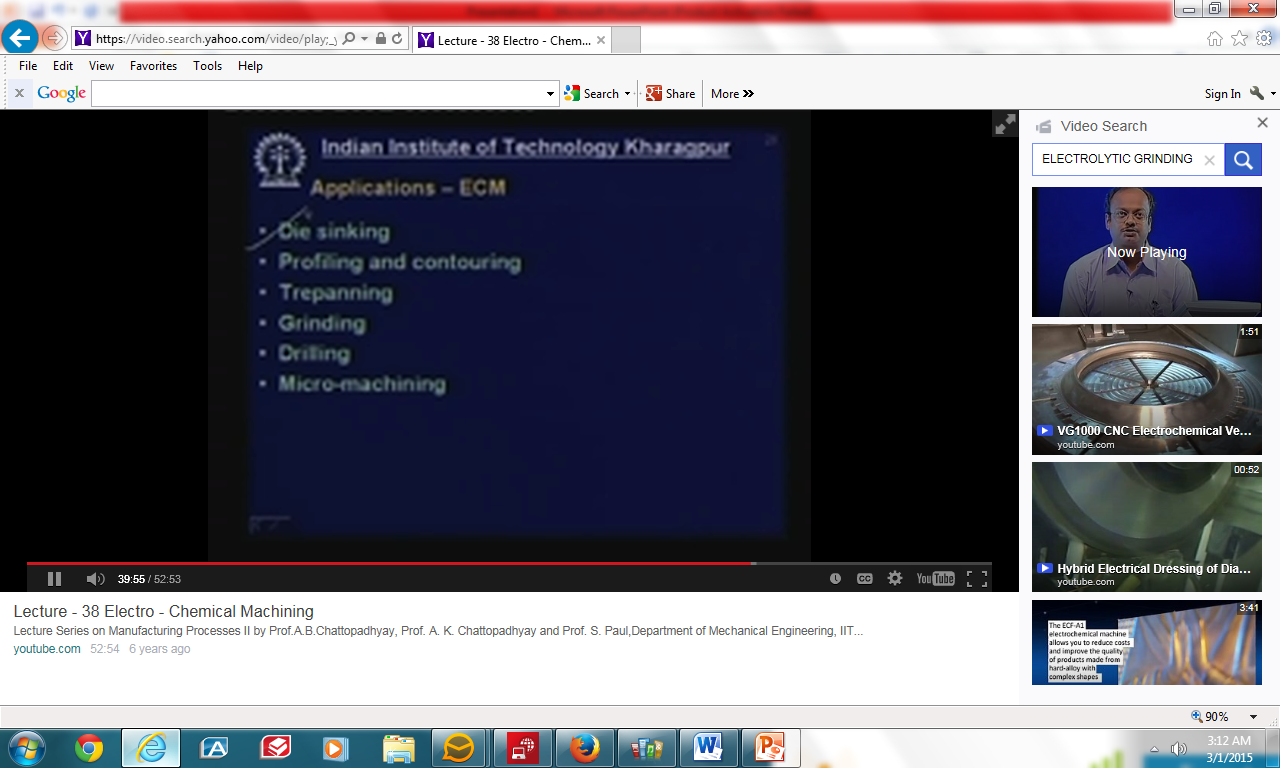 https://video.search.yahoo.com/video/play;_y
Lecture - 38 Electro - Chem...
File Edit View Favorites Tools Help
x Google Search Share More Sign In
Indian Institute of Technology Kharagpur
Applications – ECM
• Die sinking
• Profiling and contouring
• Trepanning
• Grinding
• Drilling
• Micro-machining
39:55 / 52:53 CC YouTube
Lecture - 38 Electro - Chemical Machining
Lecture Series on Manufacturing Processes II by Prof.A.B.Chattopadhyay, Prof. A. K. Chattopadhyay and Prof. S. Paul,Department of Mechanical Engineering, IIT...
youtube.com 52:54 6 years ago
Video Search
ELECTROLYTIC GRINDING
Now Playing
1:51
VG1000 CNC Electrochemical Ve...
youtube.com
00:52
Hybrid Electrical Dressing of Dia...
youtube.com
3:41
The ECF-A1
electrochemical machine
allows you to reduce costs
and improve the quality
of products made from
hard-alloy with
complex shapes
90%
3:12 AM
3/1/2015